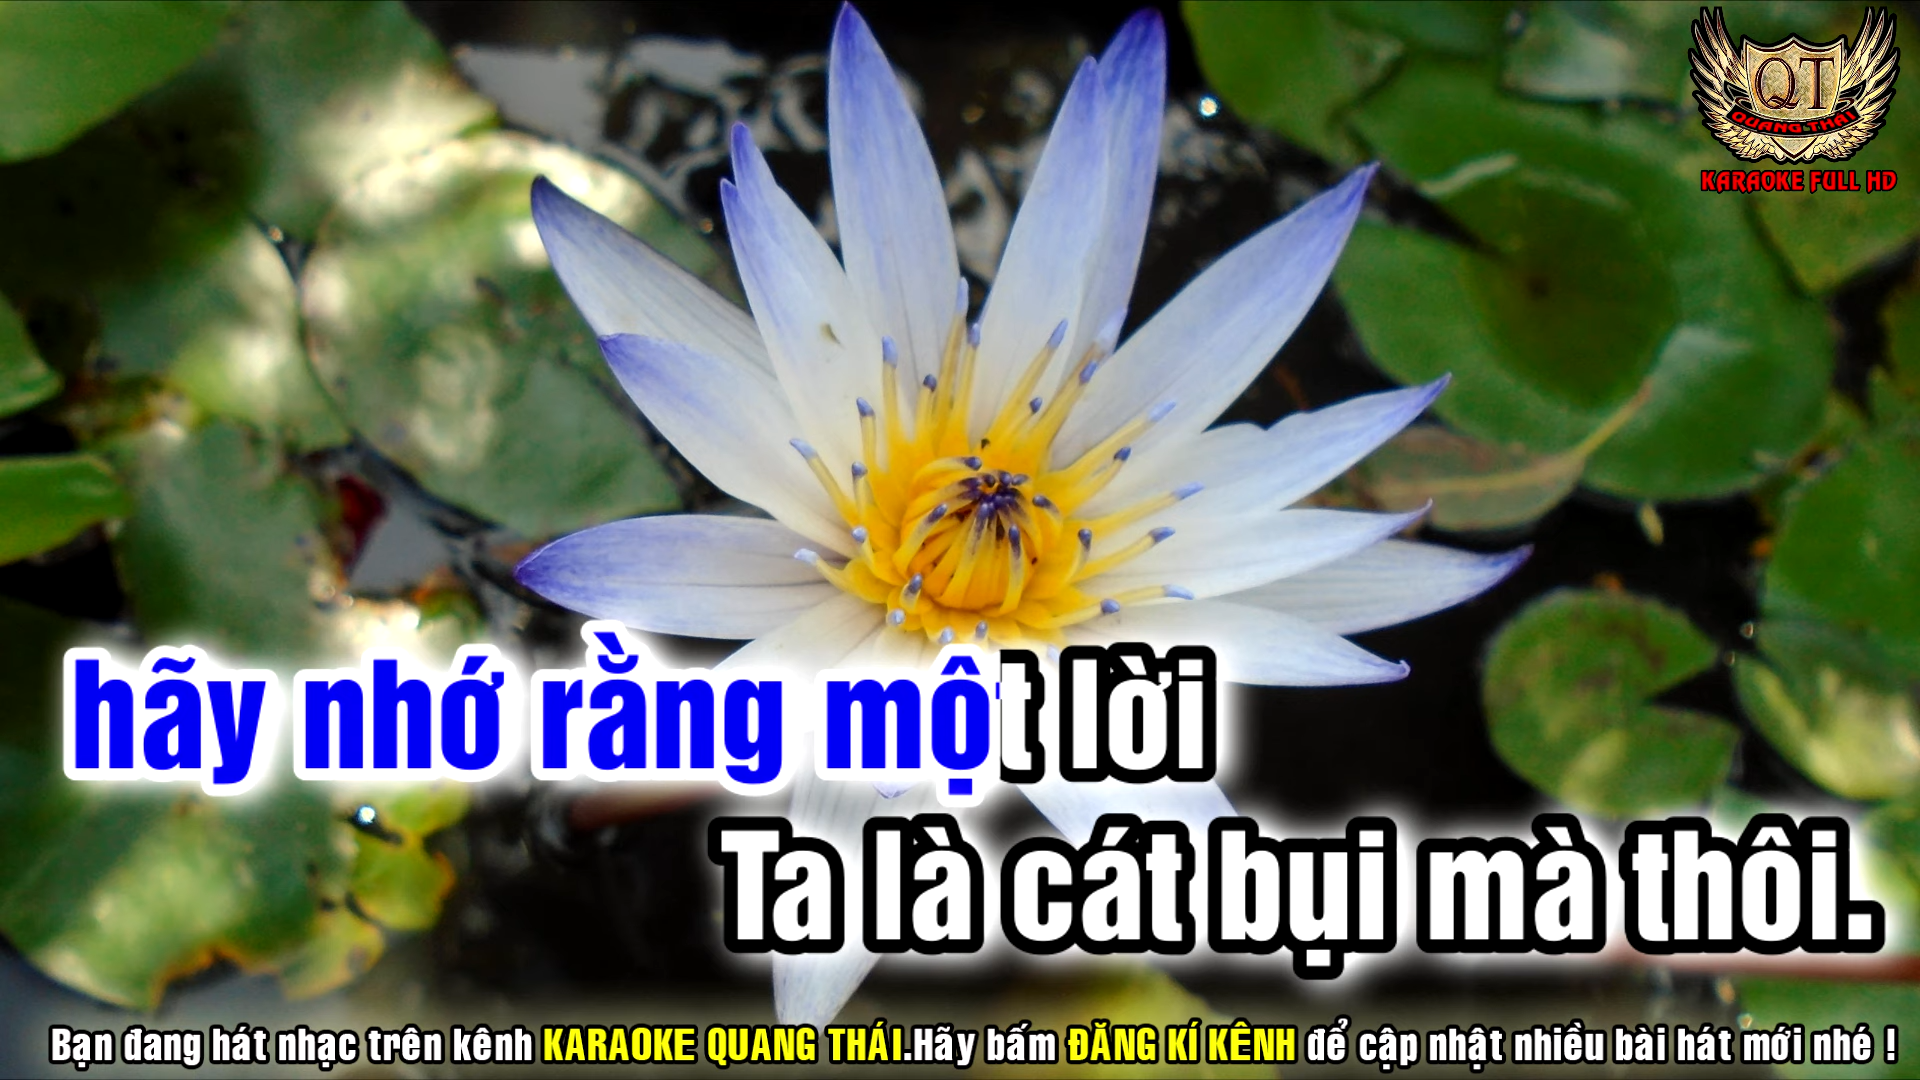 QT
QUANG THÁI
KARAOKE FULL HD
hãy nhớ rằng một lời
Ta là cát bụi mà thôi.
Bạn đang hát nhạc trên kênh KARAOKE QUANG THÁI.Hãy bấm ĐĂNG KÍ KÊNH để cập nhật nhiều bài hát mới nhé !